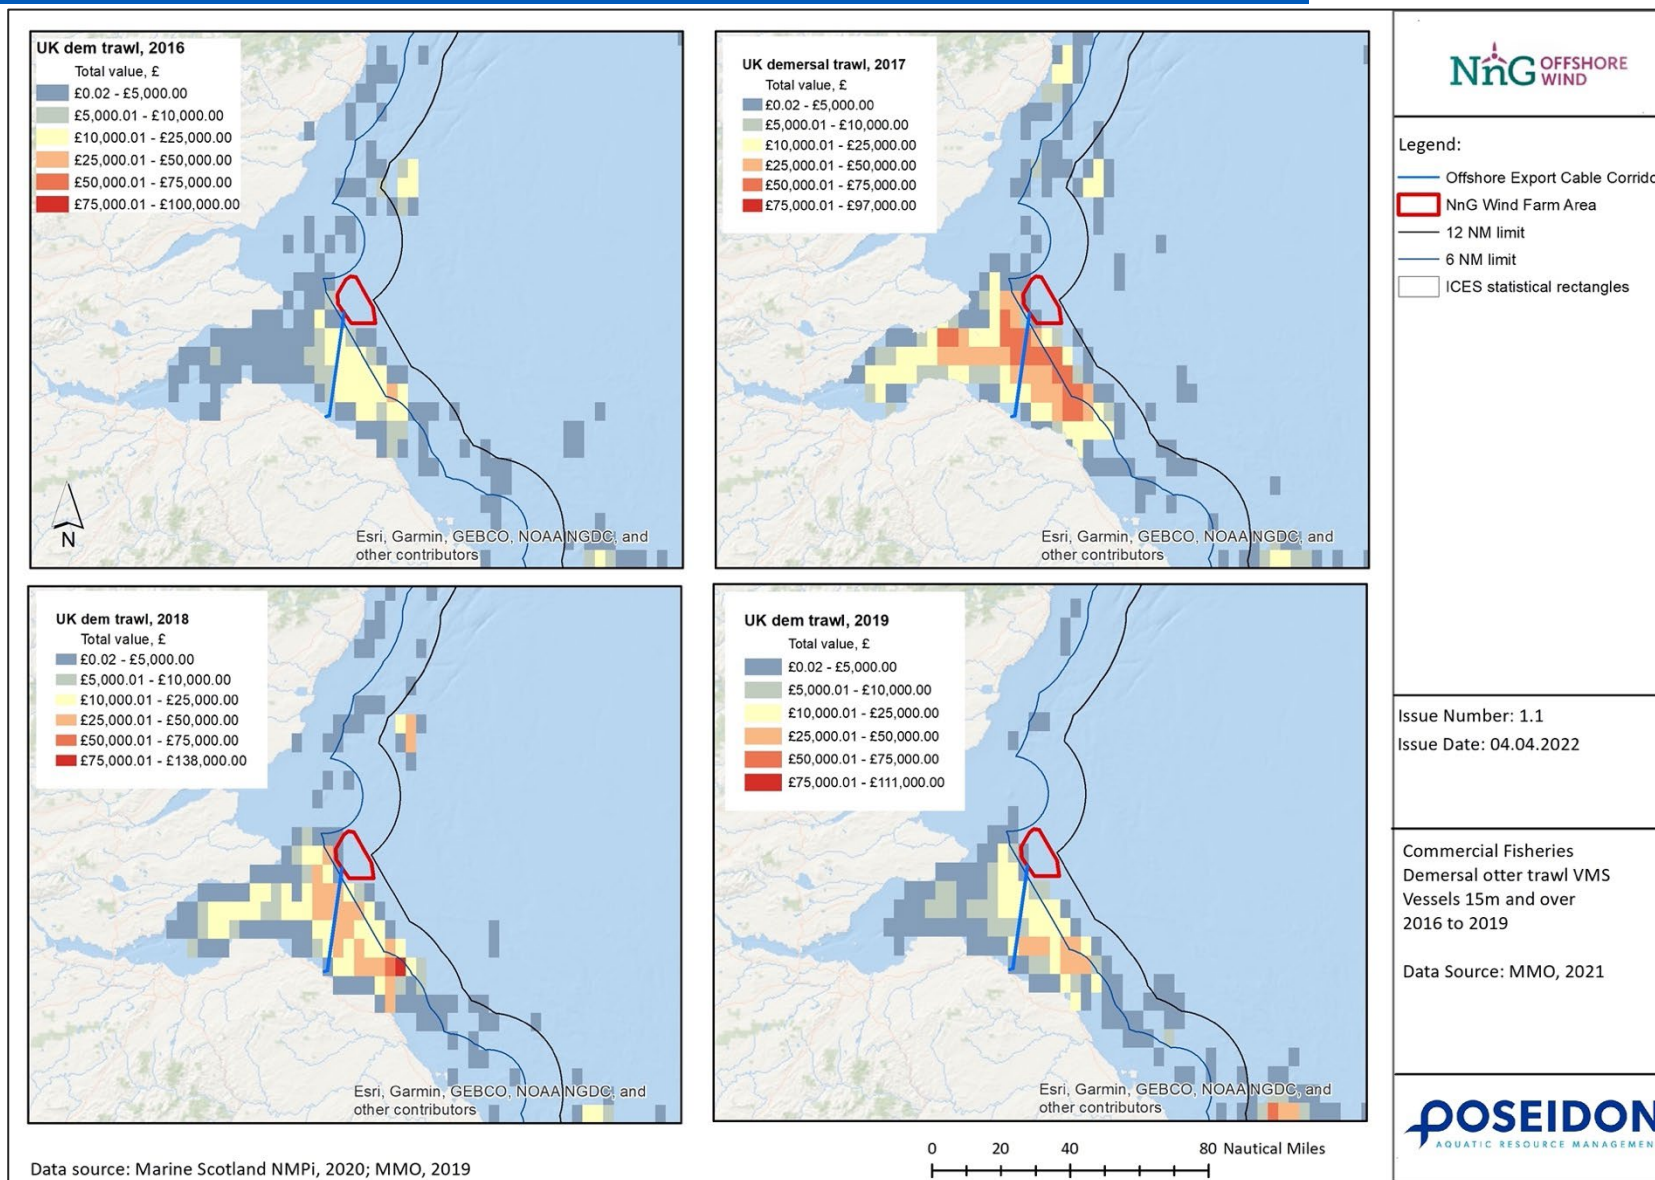 UK dem trawl, 2016
Total value, £
£0.02 - £5,000.00
£5,000.01 - £10,000.00
£10,000.01 - £25,000.00
£25,000.01 - £50,000.00
£50,000.01 - £75,000.00
£75,000.01 - £100,000.00
N
Esri, Garmin, GEBCO, NOAA NGDC, and
other contributors
UK demersal trawl, 2017
Total value, £
£0.02 - £5,000.00
£5,000.01 - £10,000.00
£10,000.01 - £25,000.00
£25,000.01 - £50,000.00
£50,000.01 - £75,000.00
£75,000.01 - £97,000.00
Esri, Garmin, GEBCO, NOAA NGDC, and
other contributors
UK dem trawl, 2018
Total value, £
£0.02 - £5,000.00
£5,000.01 - £10,000.00
£10,000.01 - £25,000.00
£25,000.01 - £50,000.00
£50,000.01 - £75,000.00
£75,000.01 - £138,000.00
Esri, Garmin, GEBCO, NOAA NGDC, and
other contributors
UK dem trawl, 2019
Total value, £
£0.02 - £5,000.00
£5,000.01 - £10,000.00
£10,000.01 - £25,000.00
£25,000.01 - £50,000.00
£50,000.01 - £75,000.00
£75,000.01 - £111,000.00
Esri, Garmin, GEBCO, NOAA NGDC, and
other contributors
Data source: Marine Scotland NMPi, 2020; MMO, 2019
0 20 40 80 Nautical Miles
NnG OFFSHORE
WIND
Legend:
Offshore Export Cable Corrido
NnG Wind Farm Area
12 NM limit
6 NM limit
ICES statistical rectangles
Issue Number: 1.1
Issue Date: 04.04.2022
Commercial Fisheries
Demersal otter trawl VMS
Vessels 15m and over
2016 to 2019
Data Source: MMO, 2021
POSEIDON
AQUATIC RESOURCE MANAGEMEN